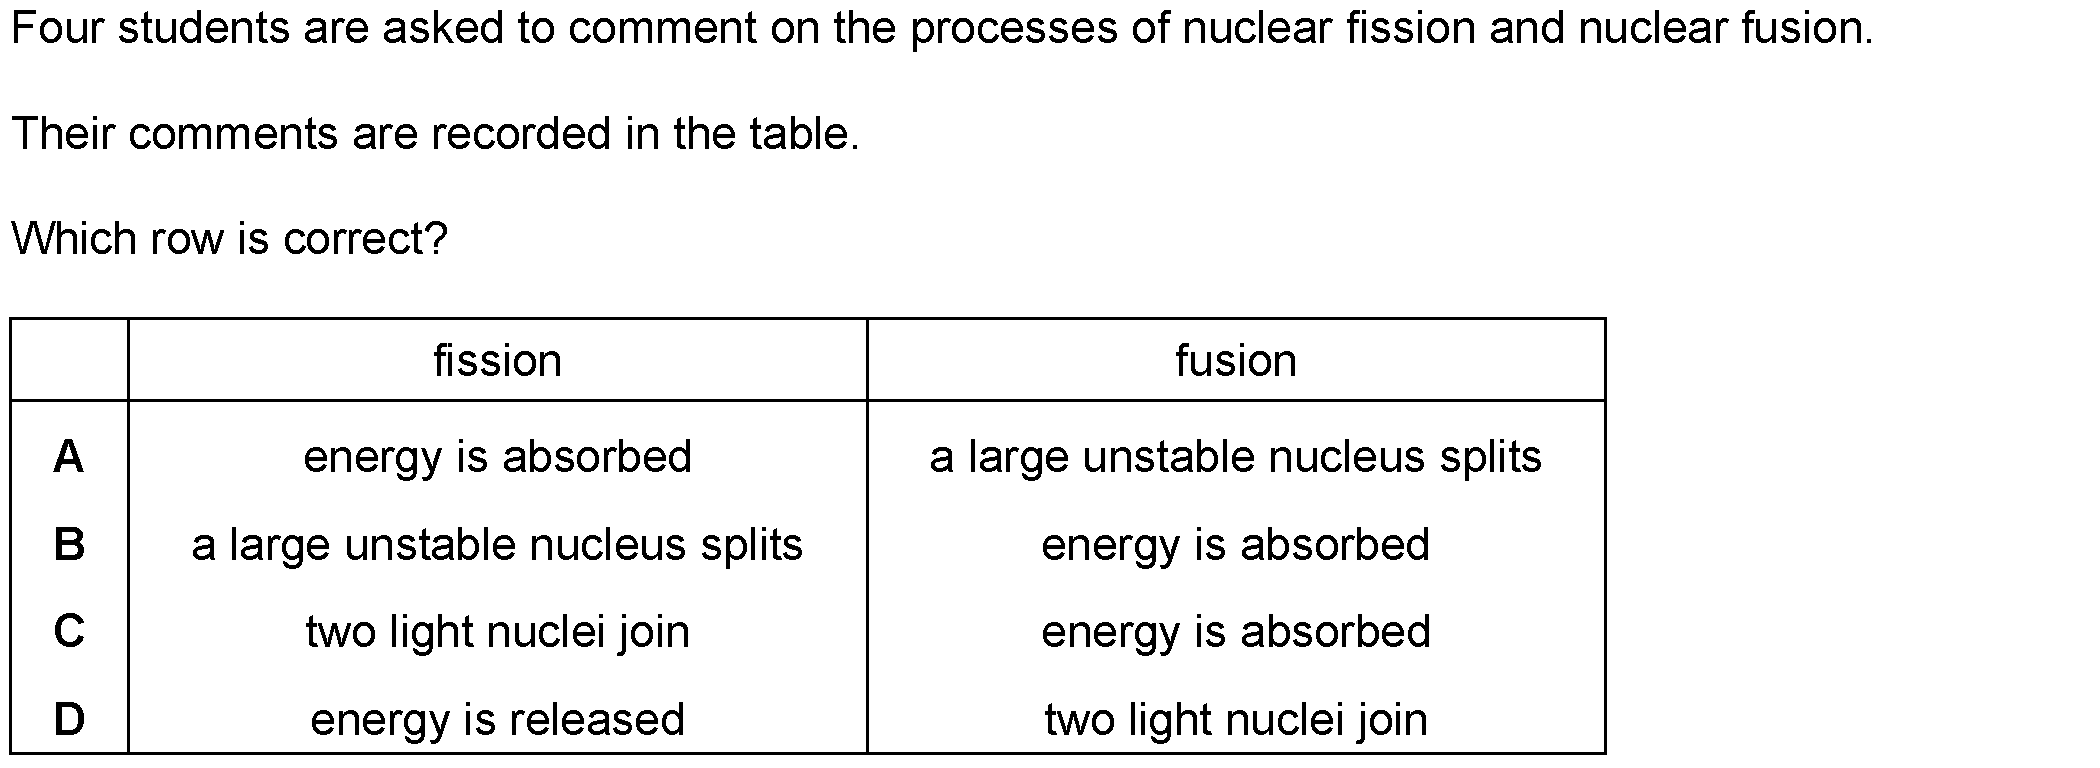 Four students are asked to comment on the processes of nuclear fission and nuclear fusion.
Their comments are recorded in the table.
Which row is correct?
fission fusion
A energy is absorbed a large unstable nucleus splits
B a large unstable nucleus splits energy is absorbed
C two light nuclei join energy is absorbed
D energy is released two light nuclei join